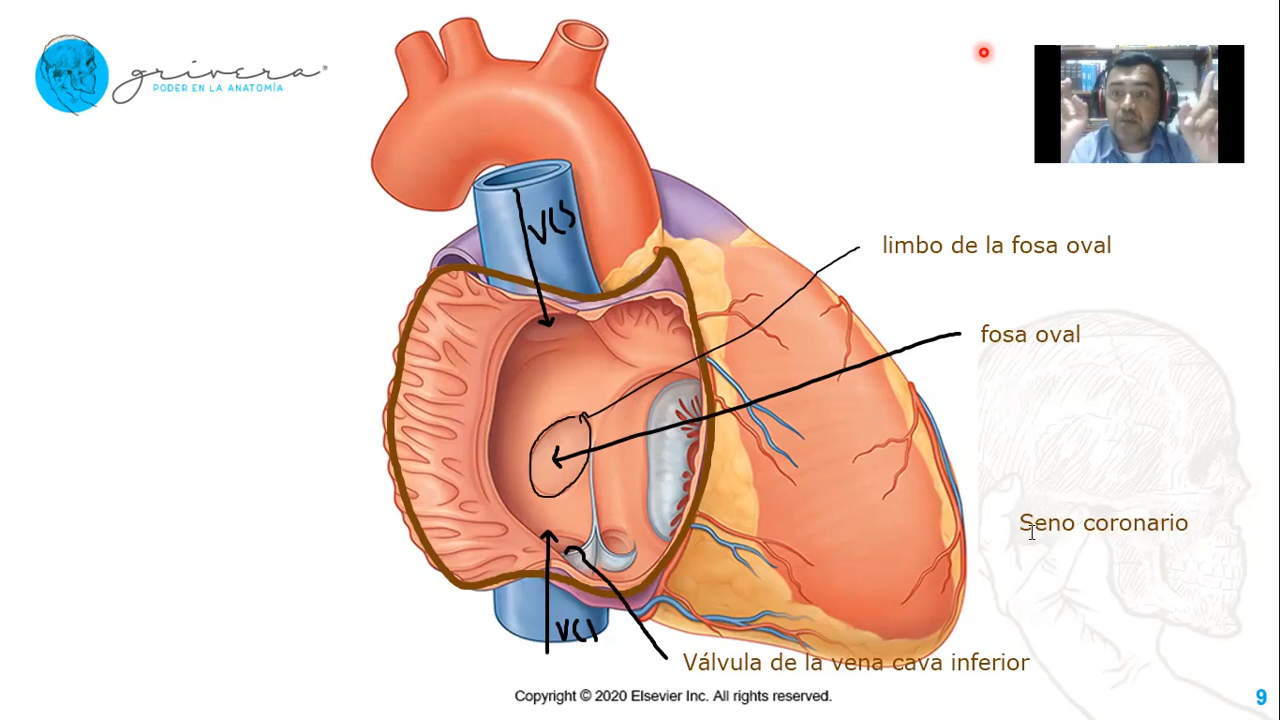 grivera®
PODER EN LA ANATOMÍA
VCS
limbo de la fosa oval
fosa oval
Seno coronario
VCI
Válvula de la vena cava inferior
Copyright © 2020 Elsevier Inc. All rights reserved.
9